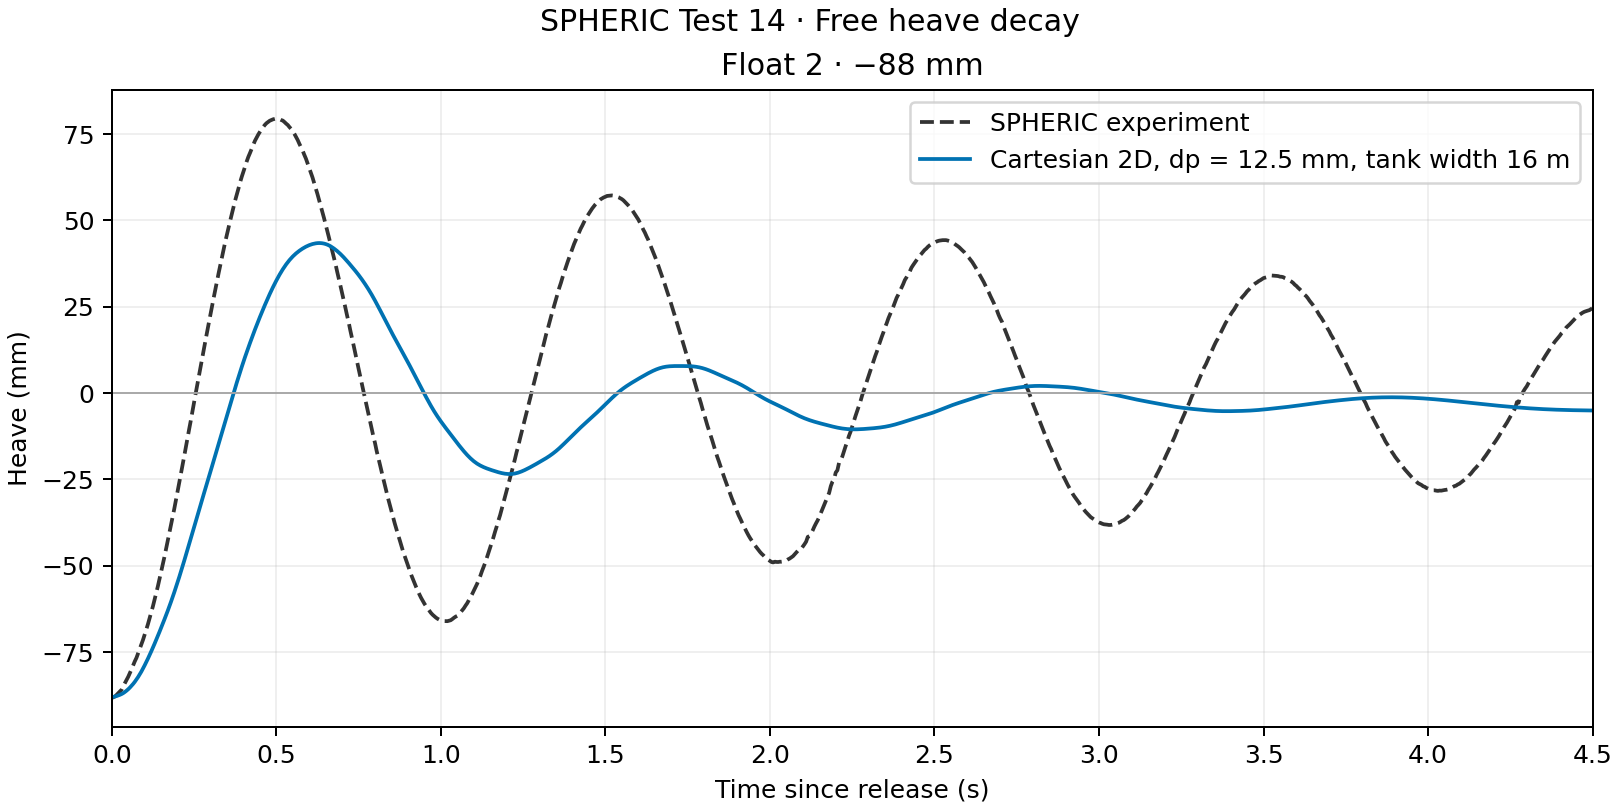 SPHERIC Test 14 · Free heave decay
Float 2 · −88 mm
SPHERIC experiment
Cartesian 2D, dp = 12.5 mm, tank width 16 m
Heave (mm)
75
50
25
0
−25
−50
−75
0.0 0.5 1.0 1.5 2.0 2.5 3.0 3.5 4.0 4.5
Time since release (s)